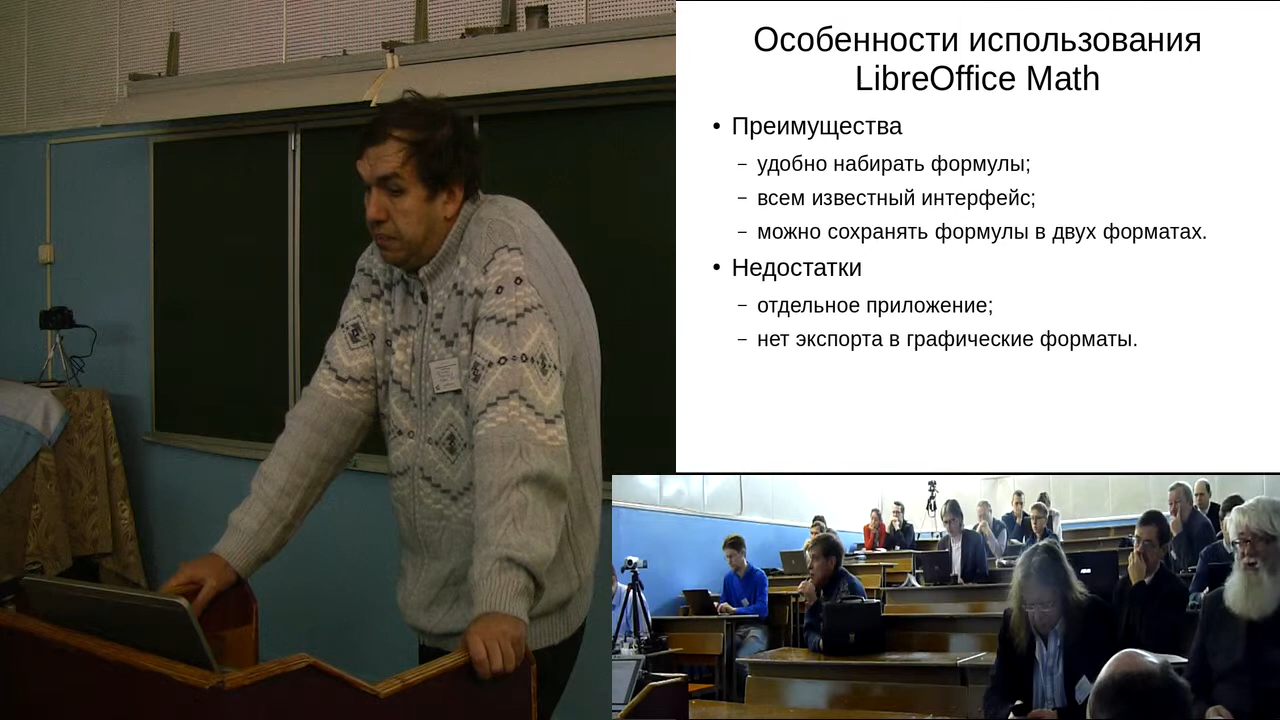 Особенности использования
LibreOffice Math
• Преимущества
– удобно набирать формулы;
– всем известный интерфейс;
– можно сохранять формулы в двух форматах.
• Недостатки
– отдельное приложение;
– нет экспорта в графические форматы.